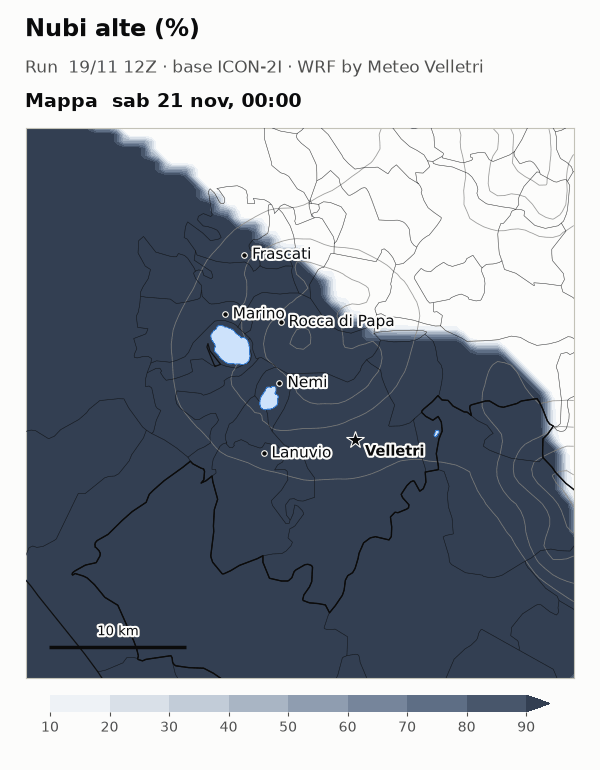 Nubi alte (%)
Run  19/11 12Z · base ICON-2I · WRF by Meteo Velletri
Mappa  sab 21 nov, 00:00
Frascati
Marino
Rocca di Papa
Nemi
Velletri
Lanuvio
10 km
10 20 30 40 50 60 70 80 90